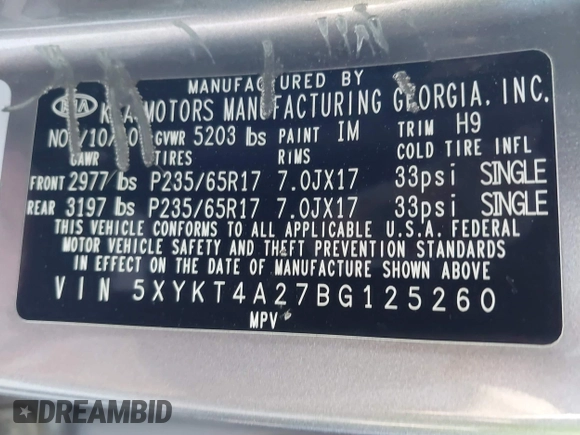 MANUFACTURED BY
KIA KIA MOTORS MANUFACTURING GEORGIA, INC.
GVWR 5203 lbs PAINT IM TRIM H9
GAWR TIRES RIMS COLD TIRE INFL
FRONT 2977 lbs P235/65R17 7.0JX17 33psi SINGLE
REAR 3197 lbs P235/65R17 7.0JX17 33psi SINGLE
THIS VEHICLE CONFORMS TO ALL APPLICABLE U.S.A. FEDERAL
MOTOR VEHICLE SAFETY AND THEFT PREVENTION STANDARDS
IN EFFECT ON THE DATE OF MANUFACTURE SHOWN ABOVE
VIN 5XYKT4A27BG125260
MPV
DREAMBID